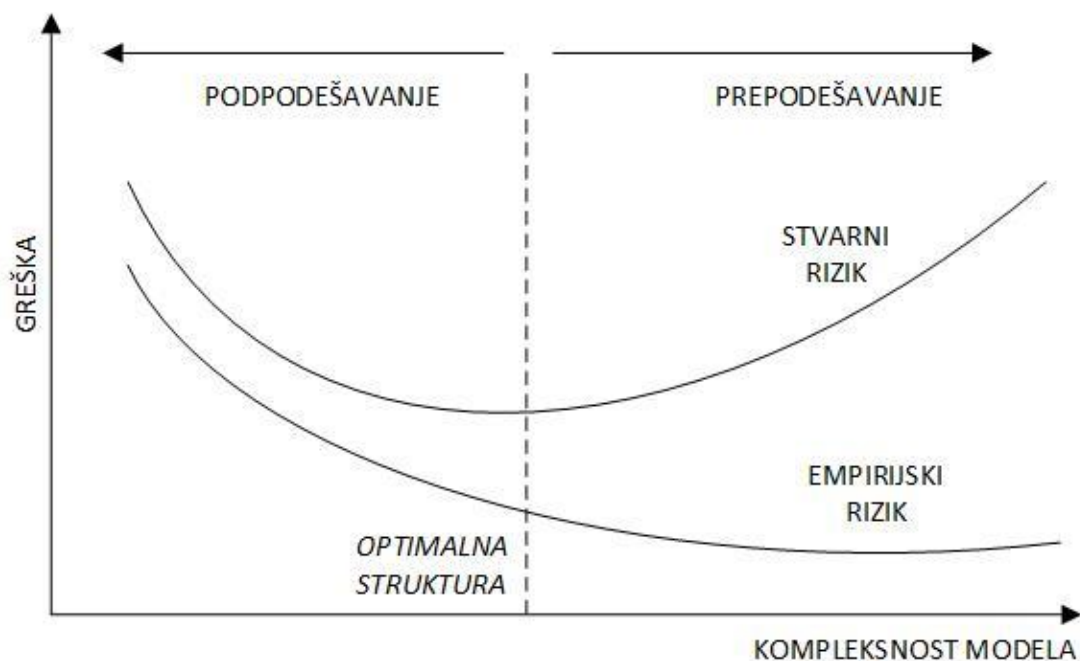 PODPODEŠAVANJE
PREPODEŠAVANJE
STVARNI
RIZIK
GREŠKA
EMPIRIJSKI
RIZIK
OPTIMALNA
STRUKTURA
KOMPLEKSNOST MODELA